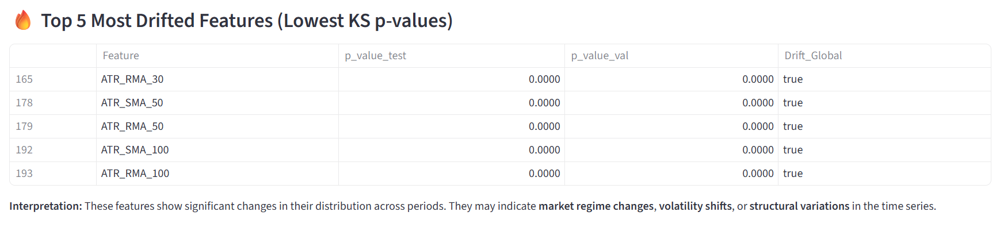 🔥 Top 5 Most Drifted Features (Lowest KS p-values)
Feature p_value_test p_value_val Drift_Global
165 ATR_RMA_30 0.0000 0.0000 true
178 ATR_SMA_50 0.0000 0.0000 true
179 ATR_RMA_50 0.0000 0.0000 true
192 ATR_SMA_100 0.0000 0.0000 true
193 ATR_RMA_100 0.0000 0.0000 true
Interpretation: These features show significant changes in their distribution across periods. They may indicate market regime changes, volatility shifts, or structural variations in the time series.